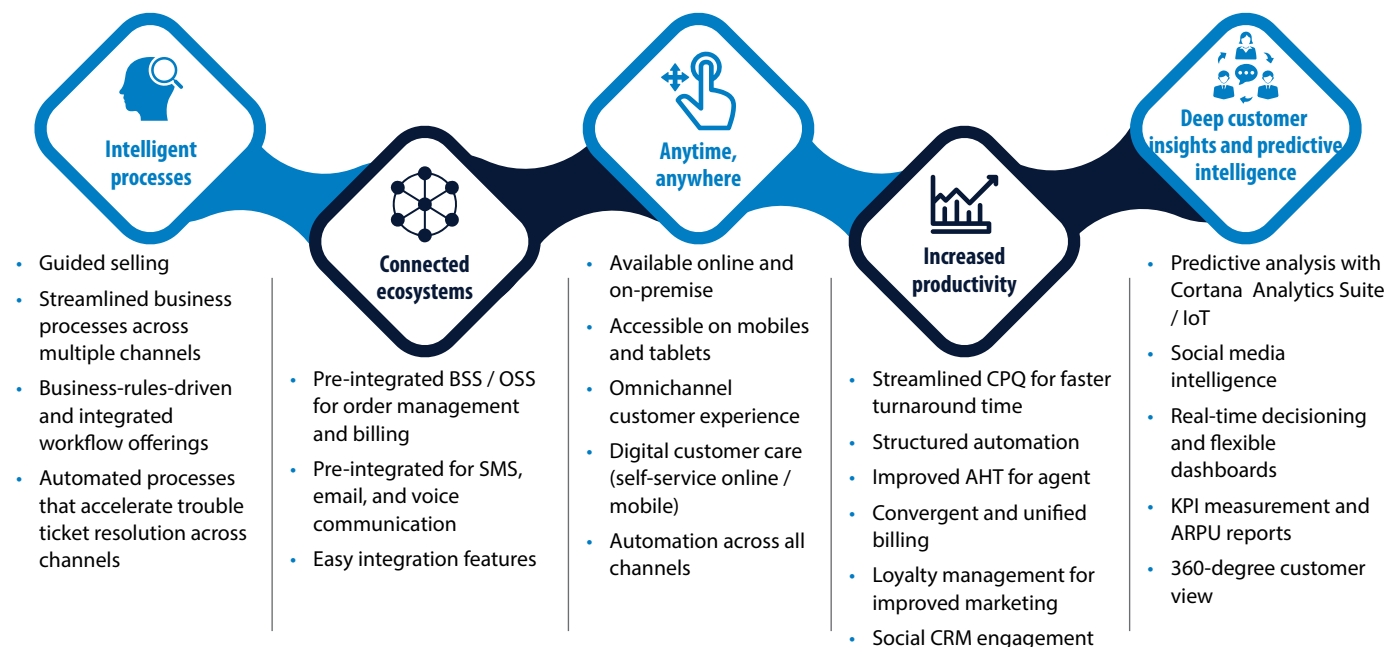 Intelligent
processes
• Guided selling
• Streamlined business
processes across
multiple channels
• Business-rules-driven
and integrated
workflow offerings
• Automated processes
that accelerate trouble
ticket resolution across
channels
Connected
ecosystems
• Pre-integrated BSS / OSS
for order management
and billing
• Pre-integrated for SMS,
email, and voice
communication
• Easy integration features
Anytime,
anywhere
• Available online and
on-premise
• Accessible on mobiles
and tablets
• Omnichannel
customer experience
• Digital customer care
(self-service online /
mobile)
• Automation across all
channels
Increased
productivity
• Streamlined CPQ for faster
turnaround time
• Structured automation
• Improved AHT for agent
• Convergent and unified
billing
• Loyalty management for
improved marketing
• Social CRM engagement
Deep customer
insights and predictive
intelligence
• Predictive analysis with
Cortana Analytics Suite
/ IoT
• Social media
intelligence
• Real-time decisioning
and flexible
dashboards
• KPI measurement and
ARPU reports
• 360-degree customer
view